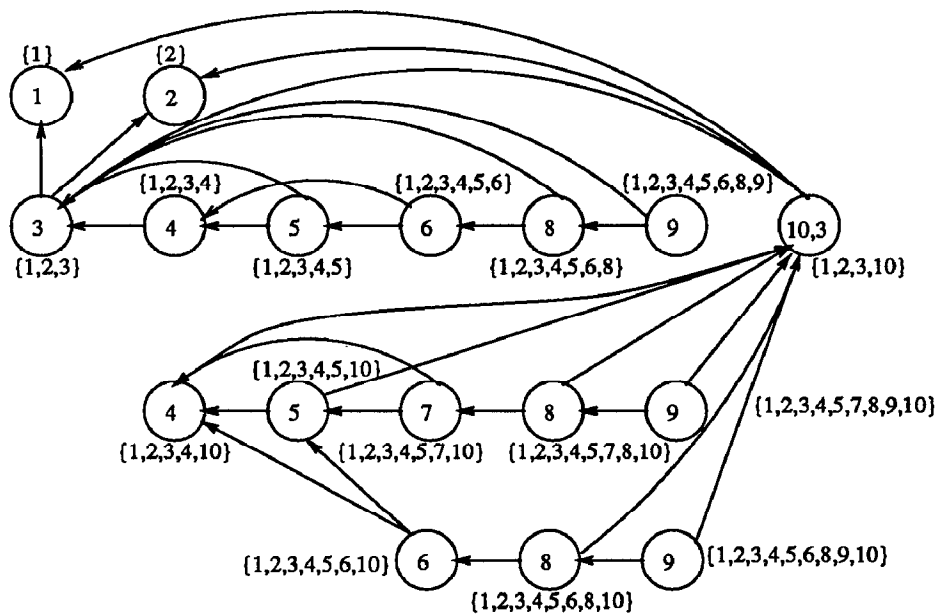 {1} {2}
1 2
{1,2,3,4} {1,2,3,4,5,6} {1,2,3,4,5,6,8,9}
3 4 5 6 8 9 10,3
{1,2,3} {1,2,3,4,5} {1,2,3,4,5,6,8} {1,2,3,10}
{1,2,3,4,5,10}
4 5 7 8 9 {1,2,3,4,5,7,8,9,10}
{1,2,3,4,10} {1,2,3,4,5,7,10} {1,2,3,4,5,7,8,10}
{1,2,3,4,5,6,10} 6 8 9 {1,2,3,4,5,6,8,9,10}
{1,2,3,4,5,6,8,10}